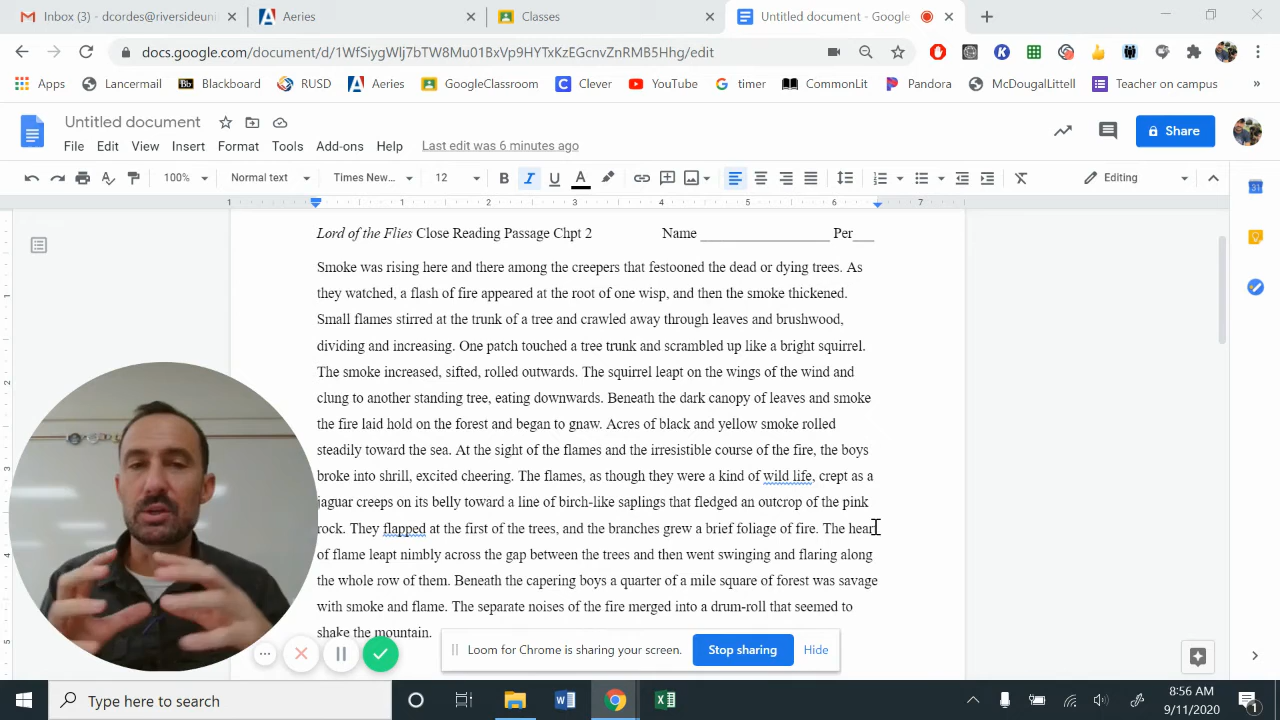 dcordes@riversideun
Aeries
Classes
Untitled document - Google
docs.google.com/document/d/1WfSiygWlj7bTW8Mu01BxVp9HYTxKzEGcnvZnRMB5Hhg/edit
Apps Lancermail Blackboard RUSD Aerie GoogleClassroom Clever YouTube timer CommonLit Pandora McDougalLittell Teacher on campus »
Untitled document
Share
File Edit View Insert Format Tools Add-ons Help Last edit was 6 minutes ago
100% Normal text Times New... 12 B I U A Editing
1 1 2 3 4 5 6 7
Lord of the Flies Close Reading Passage Chpt 2 Name __________________ Per___
Smoke was rising here and there among the creepers that festooned the dead or dying trees. As
they watched, a flash of fire appeared at the root of one wisp, and then the smoke thickened.
Small flames stirred at the trunk of a tree and crawled away through leaves and brushwood,
dividing and increasing. One patch touched a tree trunk and scrambled up like a bright squirrel.
The smoke increased, sifted, rolled outwards. The squirrel leapt on the wings of the wind and
clung to another standing tree, eating downwards. Beneath the dark canopy of leaves and smoke
the fire laid hold on the forest and began to gnaw. Acres of black and yellow smoke rolled
steadily toward the sea. At the sight of the flames and the irresistible course of the fire, the boys
broke into shrill, excited cheering. The flames, as though they were a kind of wild life, crept as a
jaguar creeps on its belly toward a line of birch-like saplings that fledged an outcrop of the pink
rock. They flapped at the first of the trees, and the branches grew a brief foliage of fire. The hear
of flame leapt nimbly across the gap between the trees and then went swinging and flaring along
the whole row of them. Beneath the capering boys a quarter of a mile square of forest was savage
with smoke and flame. The separate noises of the fire merged into a drum-roll that seemed to
shake the mountain.
Loom for Chrome is sharing your screen. Stop sharing Hide
Type here to search
8:56 AM
9/11/2020